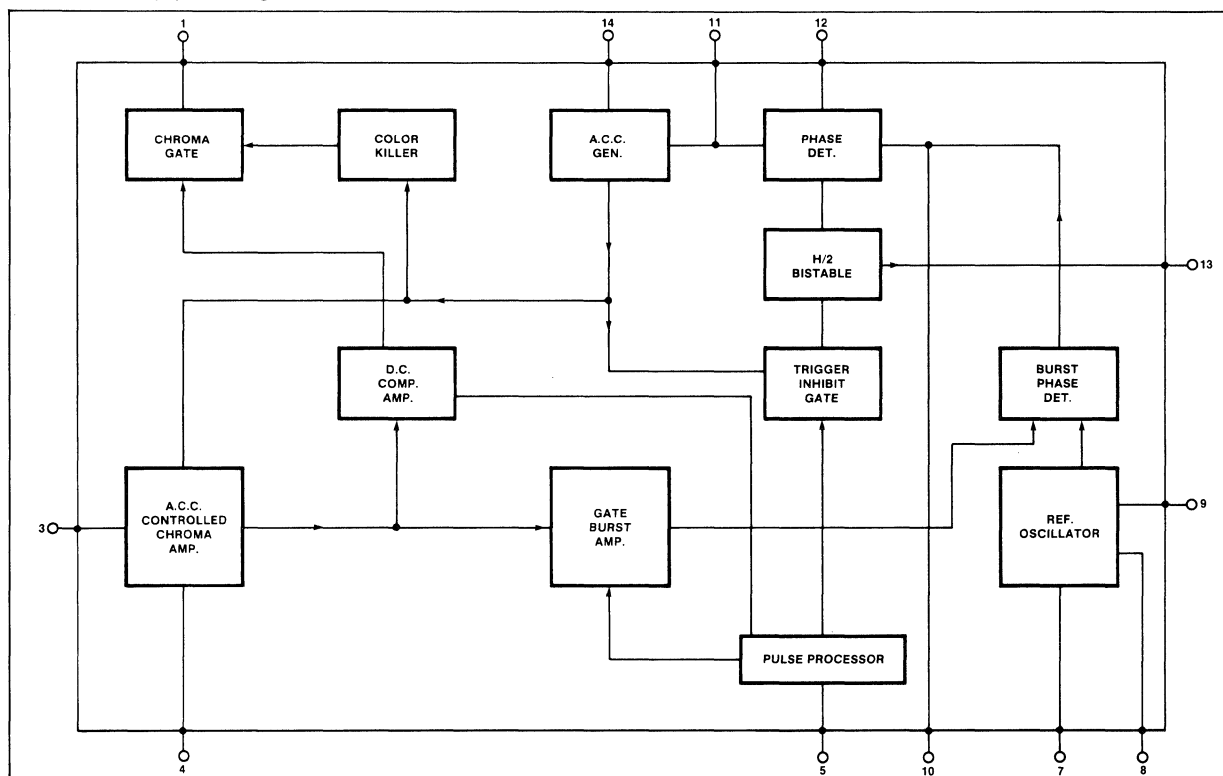 1
14
11
12
CHROMA
GATE
COLOR
KILLER
A.C.C.
GEN.
PHASE
DET.
H/2
BISTABLE
13
D.C.
COMP.
AMP.
TRIGGER
INHIBIT
GATE
BURST
PHASE
DET.
A.C.C.
CONTROLLED
CHROMA
AMP.
3
GATE
BURST
AMP.
REF.
OSCILLATOR
9
PULSE PROCESSOR
4
5
10
7
8